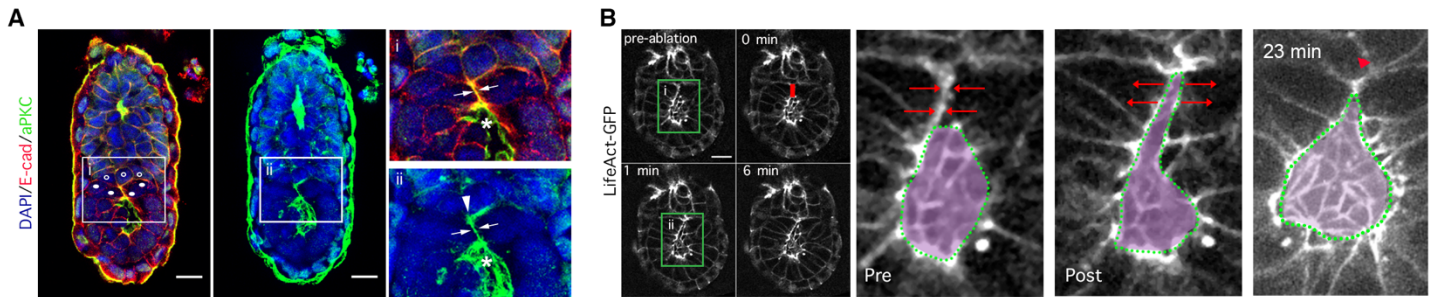 A
DAPI/E-cad/aPKC
i
ii
i
*
ii
*
B
LifeAct-GFP
pre-ablation
i
0 min
1 min
ii
6 min
Pre
Post
23 min